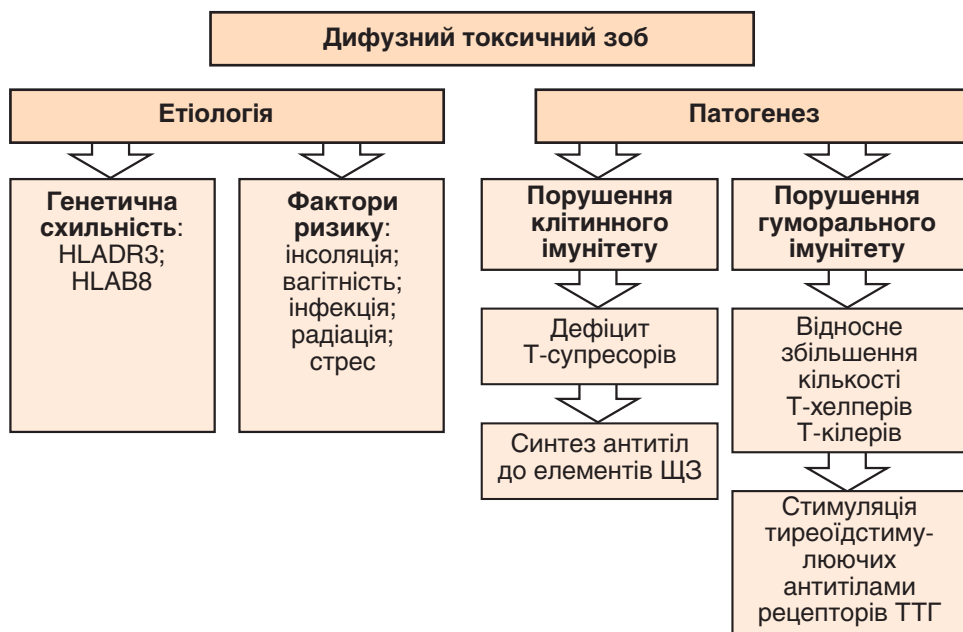 Дифузний токсичний зоб
Етіологія
Генетична
схильність:
HLADR3;
HLAB8
Фактори
ризику:
інсоляція;
вагітність;
інфекція;
радіація;
стрес
Патогенез
Порушення
клітинного
імунітету
Дефіцит
Т-супресорів
Синтез антитіл
до елементів ЩЗ
Порушення
гуморального
імунітету
Відносне
збільшення
кількості
Т-хелперів
Т-кілерів
Стимуляція
тиреоїдстиму-
люючих
антитілами
рецепторів ТТГ